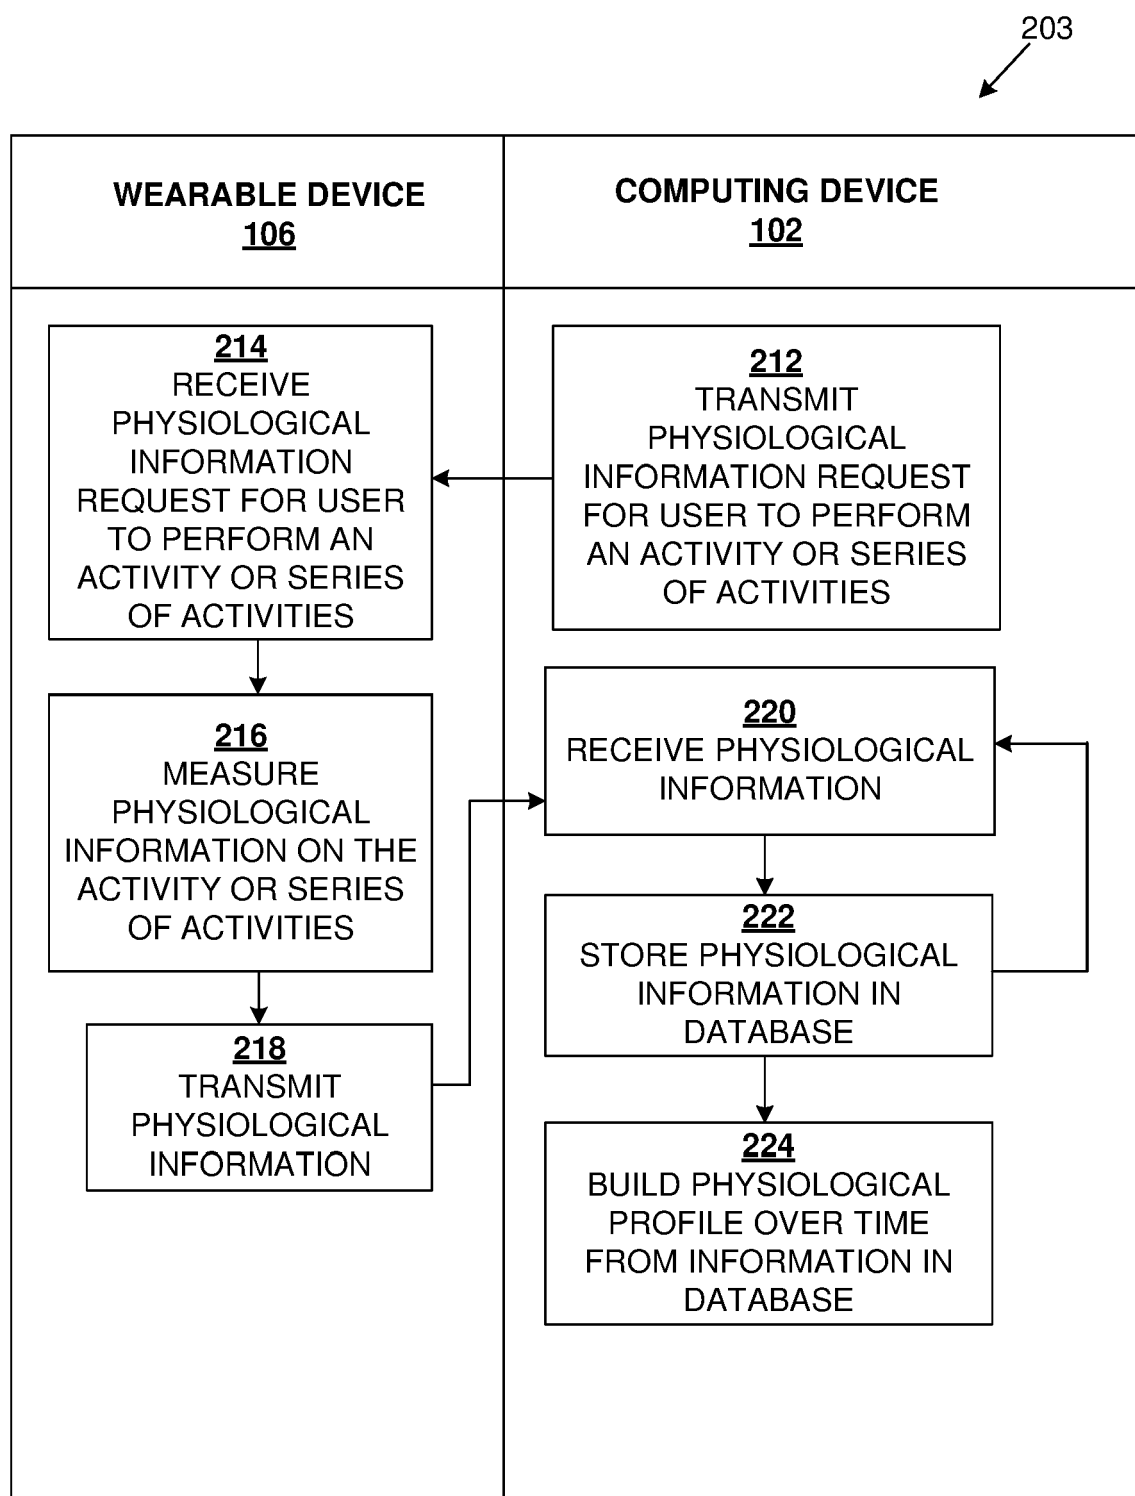 203
WEARABLE DEVICE
106
COMPUTING DEVICE
102
214
RECEIVE
PHYSIOLOGICAL
INFORMATION
REQUEST FOR USER
TO PERFORM AN
ACTIVITY OR SERIES
OF ACTIVITIES
212
TRANSMIT
PHYSIOLOGICAL
INFORMATION REQUEST
FOR USER TO PERFORM
AN ACTIVITY OR SERIES
OF ACTIVITIES
216
MEASURE
PHYSIOLOGICAL
INFORMATION ON THE
ACTIVITY OR SERIES
OF ACTIVITIES
218
TRANSMIT
PHYSIOLOGICAL
INFORMATION
220
RECEIVE PHYSIOLOGICAL
INFORMATION
222
STORE PHYSIOLOGICAL
INFORMATION IN
DATABASE
224
BUILD PHYSIOLOGICAL
PROFILE OVER TIME
FROM INFORMATION IN
DATABASE